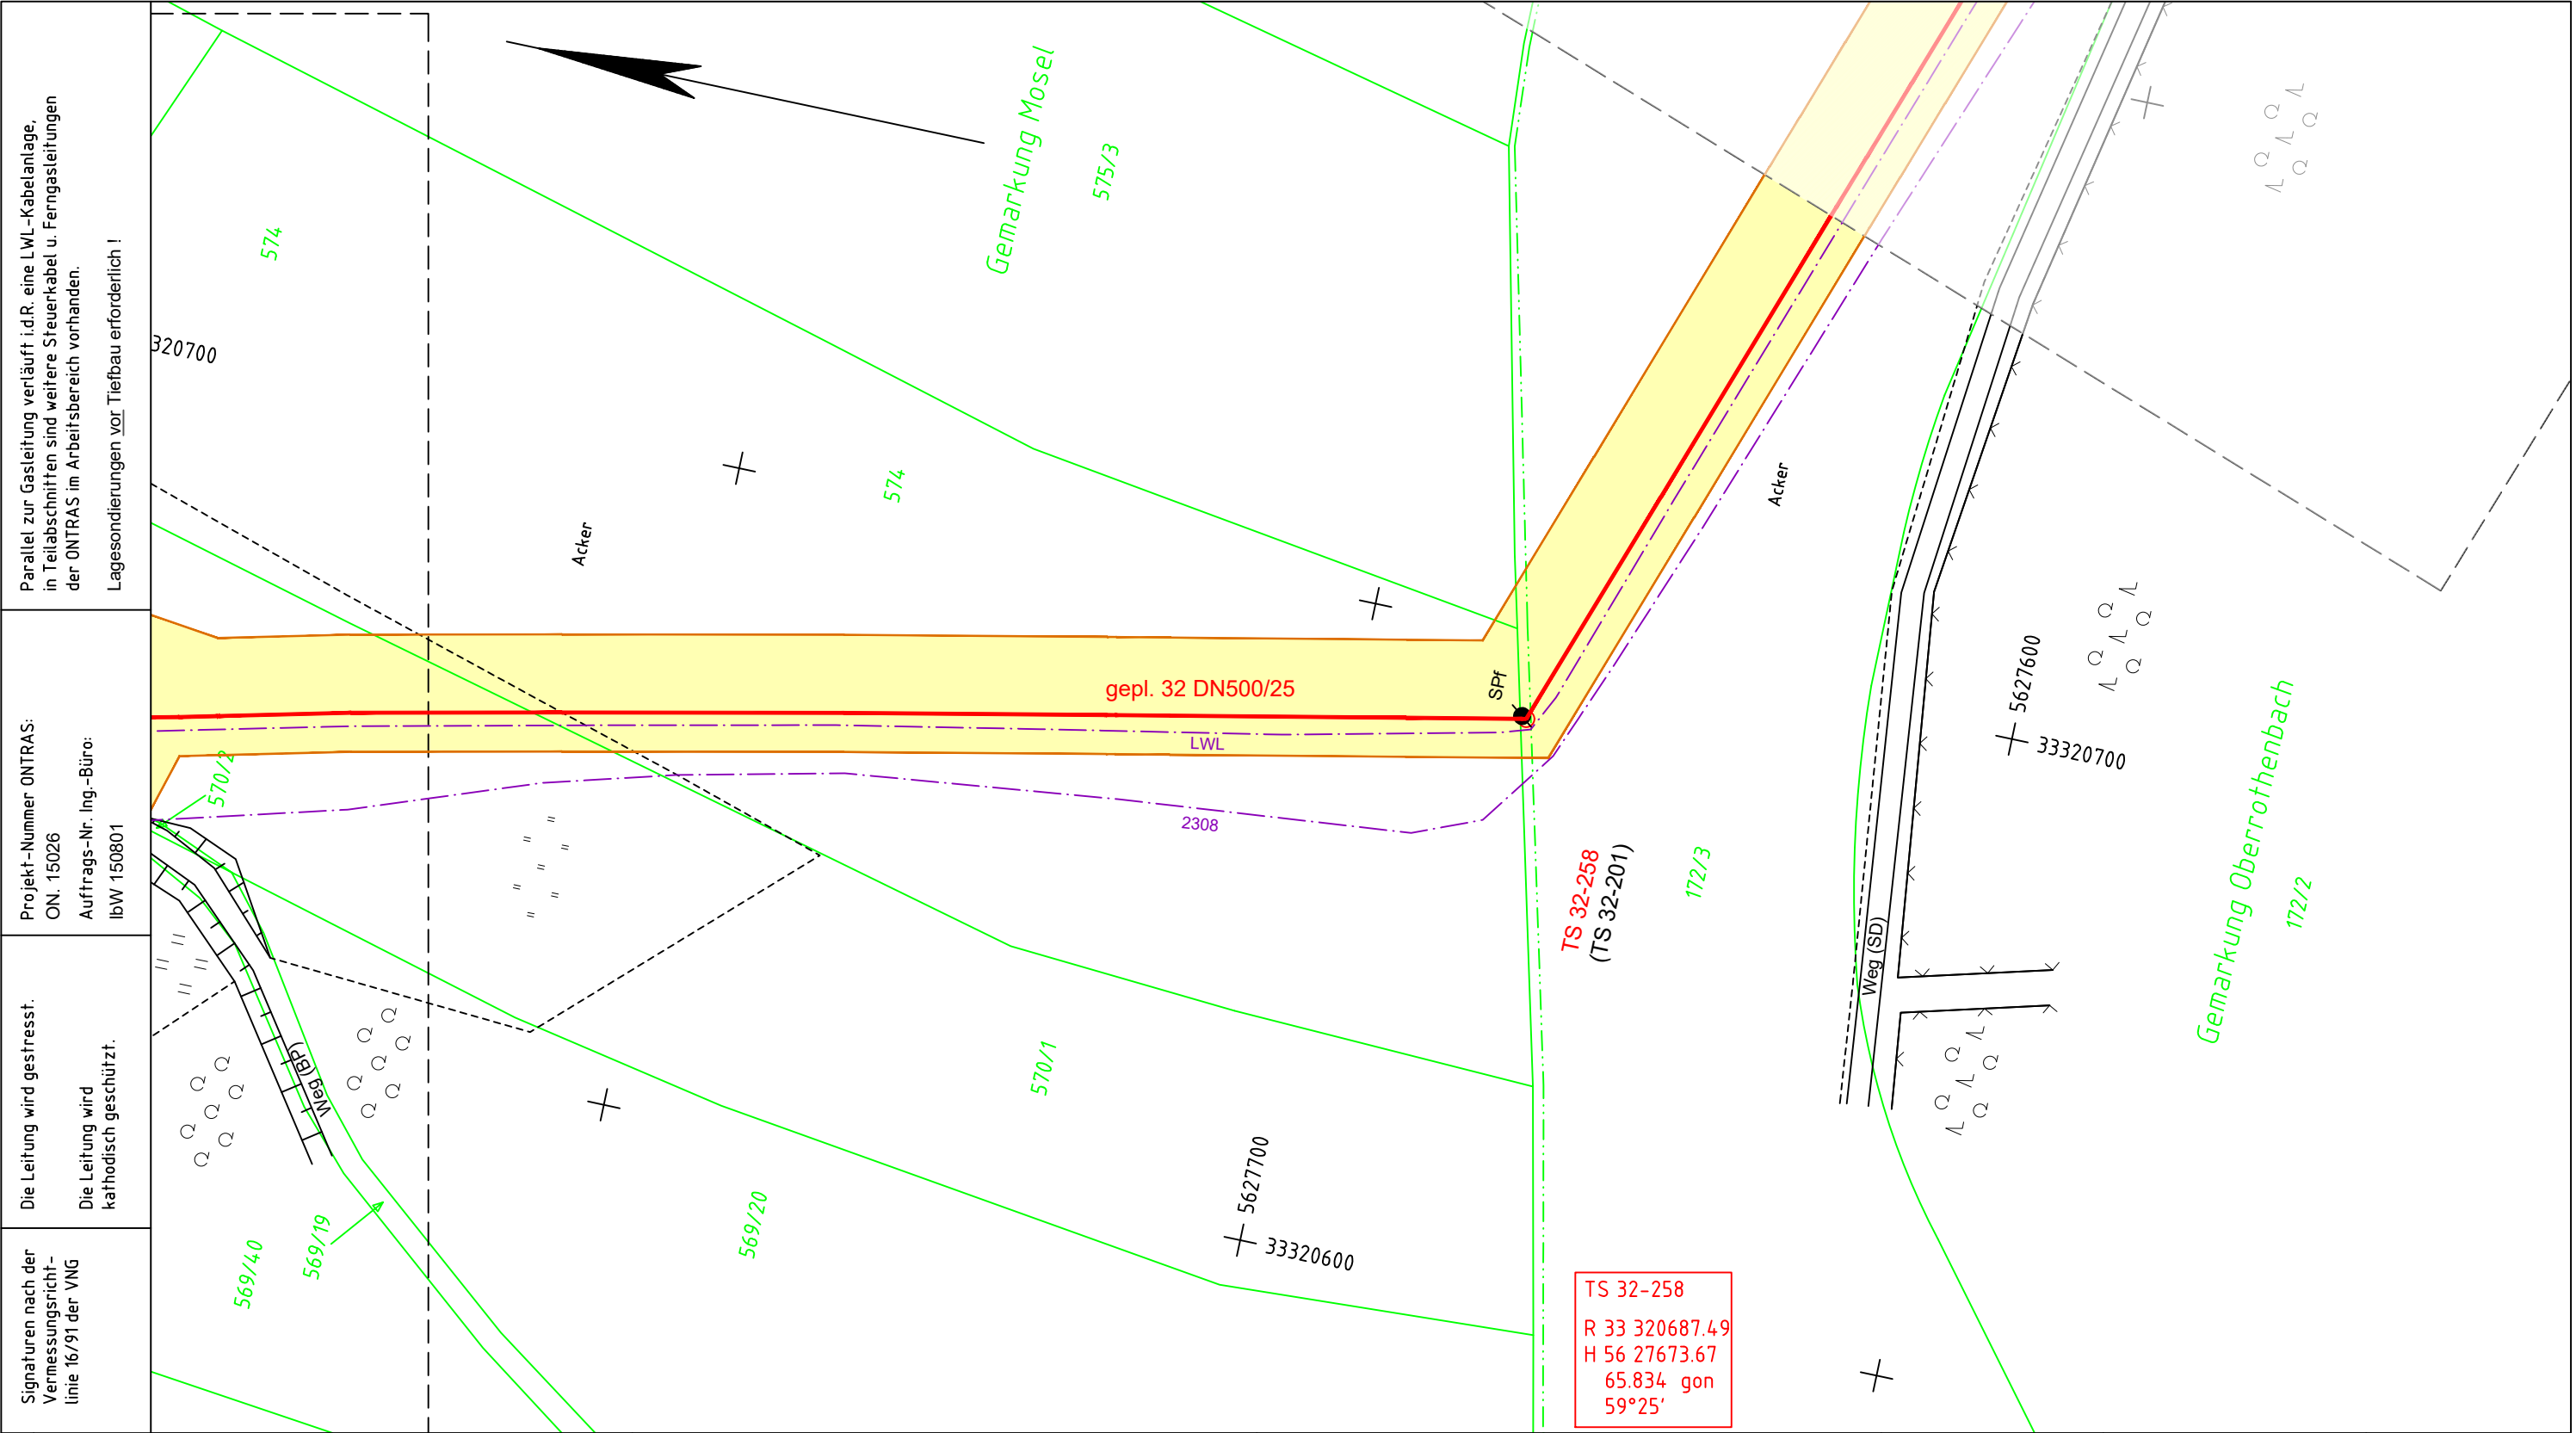 Parallel zur Gasleitung verläuft i.d.R. eine LWL-Kabelanlage,
in Teilabschnitten sind weitere Steuerkabel u. Ferngasleitungen
der ONTRAS im Arbeitsbereich vorhanden.
Lagesondierungen vor Tiefbau erforderlich !
Projekt-Nummer ONTRAS:
ON. 15026
Auftrags-Nr. Ing.-Büro:
IbW 150801
Die Leitung wird gestresst.
Die Leitung wird
kathodisch geschützt.
Signaturen nach der
Vermessungsricht-
linie 16/91 der VNG
574
320700
Gemarkung Mosel
575/3
574
Acker
Acker
gepl. 32 DN500/25
SPf
LWL
2308
570/2
Weg (BP)
570/1
569/20
569/19
569/40
5627700
33320600
TS 32-258
(TS 32-201)
172/3
Weg (SD)
5627600
33320700
Gemarkung Oberrothenbach
172/2
TS 32-258
R 33 320687.49
H 56 27673.67
65.834 gon
59°25'